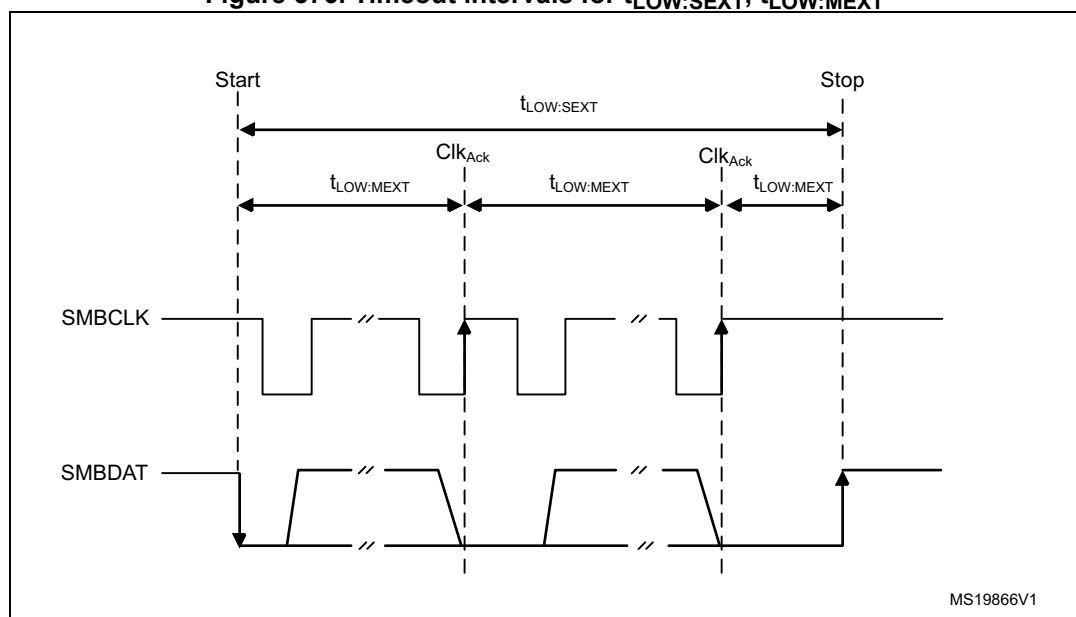 Figure 373. Timeout intervals for tLOW:SEXT, tLOW:MEXT
Start
Stop
tLOW:SEXT
ClkAck
ClkAck
tLOW:MEXT
tLOW:MEXT
tLOW:MEXT
SMBCLK
SMBDAT
MS19866V1